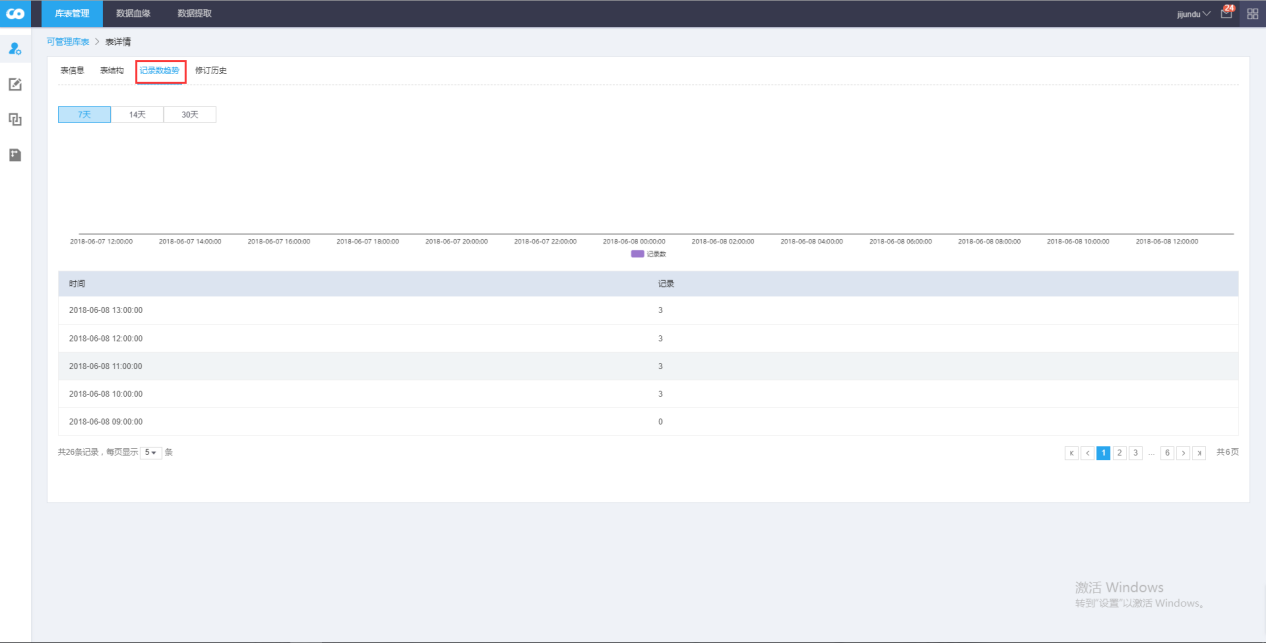 库表管理 数据血缘 数据提取 jijundu 24
可管理库表 > 表详情
表信息 表结构 记录数趋势 修订历史
7天 14天 30天
2018-06-07 12:00:00 2018-06-07 14:00:00 2018-06-07 16:00:00 2018-06-07 18:00:00 2018-06-07 20:00:00 2018-06-07 22:00:00 2018-06-08 00:00:00 2018-06-08 02:00:00 2018-06-08 04:00:00 2018-06-08 06:00:00 2018-06-08 08:00:00 2018-06-08 10:00:00 2018-06-08 12:00:00
记录数
时间 记录
2018-06-08 13:00:00 3
2018-06-08 12:00:00 3
2018-06-08 11:00:00 3
2018-06-08 10:00:00 3
2018-06-08 09:00:00 0
共26条记录，每页显示 5 条 1 2 3 ... 6 共6页
激活 Windows
转到"设置"以激活 Windows。